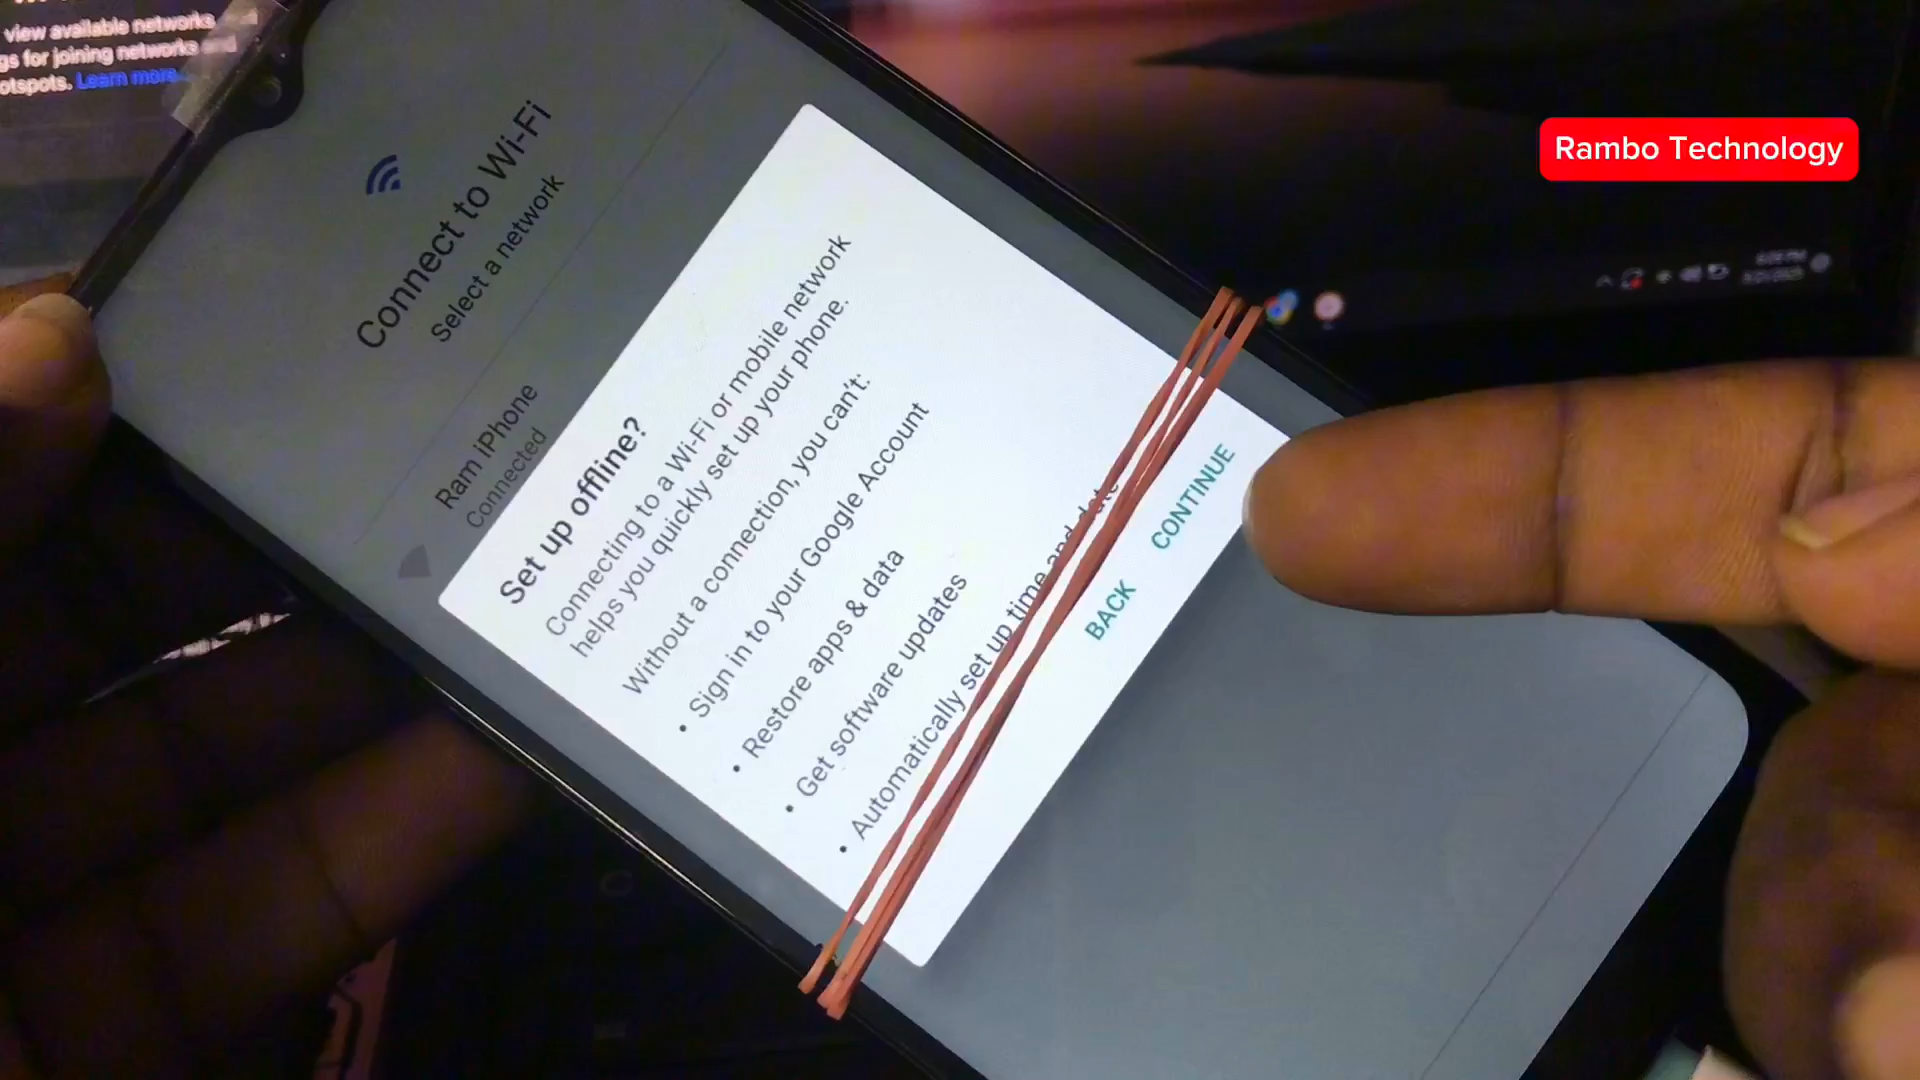 view available networks
gs for joining networks and
otspots. Learn more.
Rambo Technology
Connect to Wi-Fi
Select a network
Ram iPhone
Connected
Set up offline?
Connecting to a Wi-Fi or mobile network
helps you quickly set up your phone.
Without a connection, you can't:
• Sign in to your Google Account
• Restore apps & data
• Get software updates
• Automatically set up time and date
BACK
CONTINUE